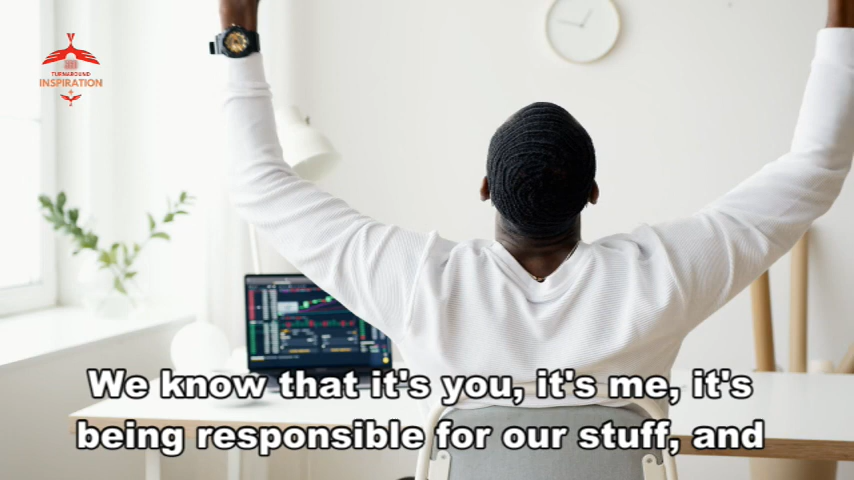 TURNAROUND
INSPIRATION
We know that it's you, it's me, it's
being responsible for our stuff, and